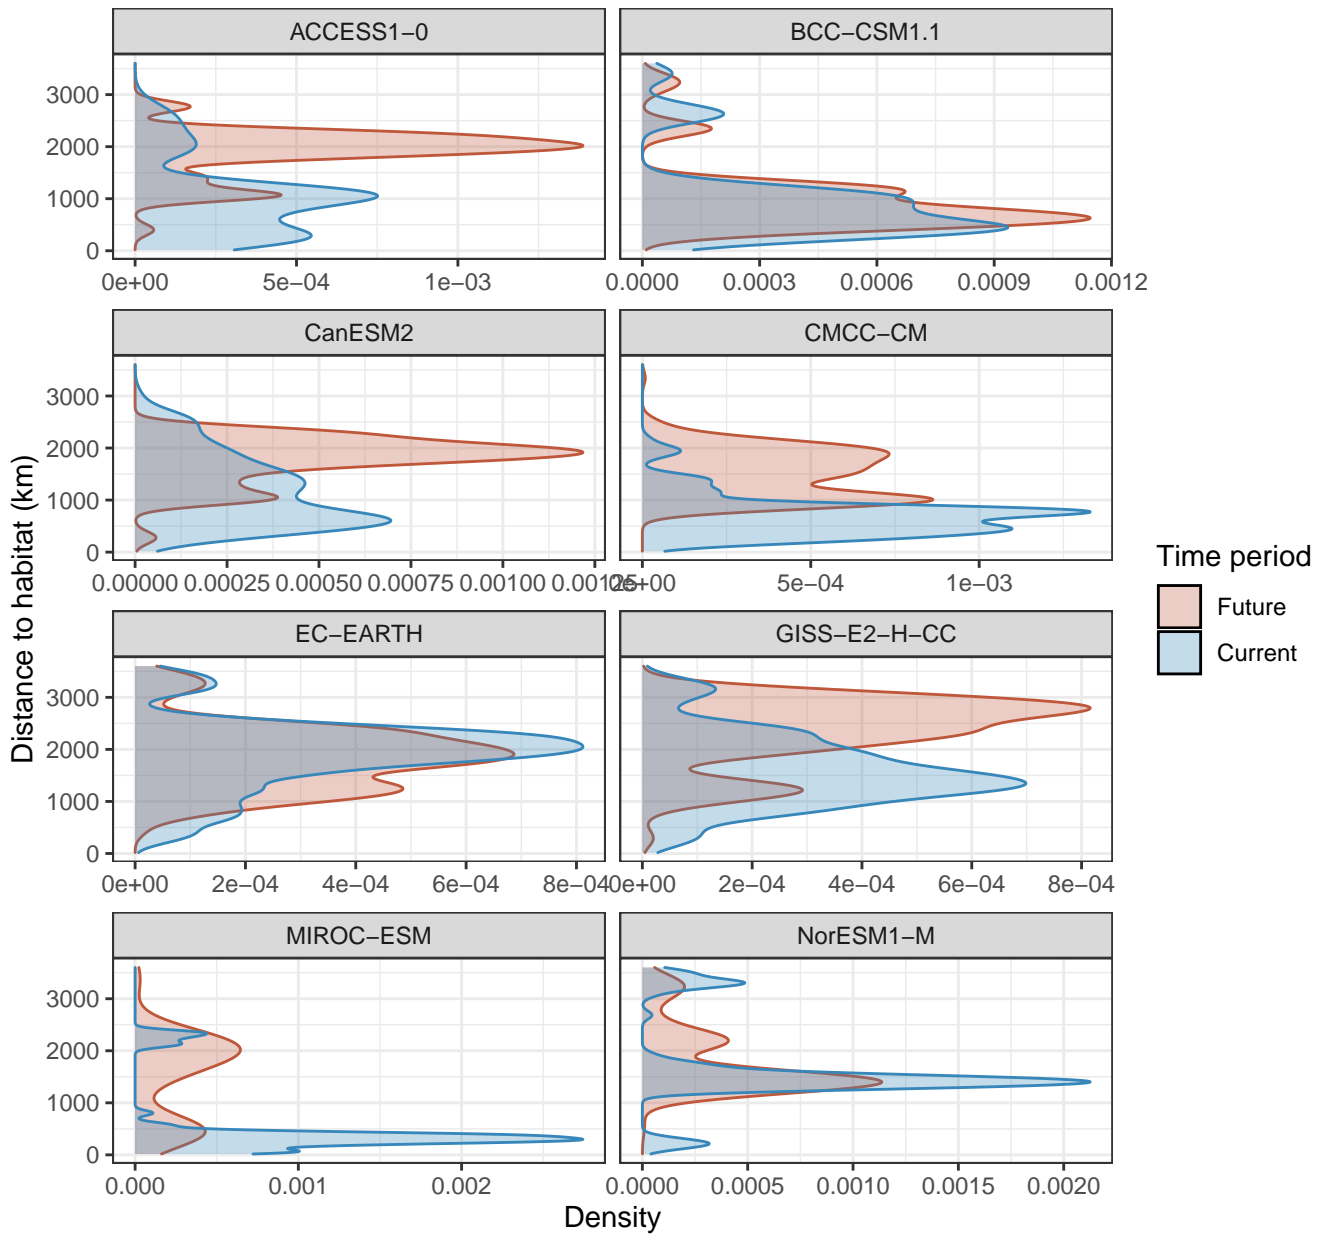 ACCESS1−0 BCC−CSM1.1
3000
2000
1000
0
0e+00 5e−04 1e−03 0.0000 0.0003 0.0006 0.0009 0.0012
CanESM2 CMCC−CM
3000
2000
1000
0
0.00000 0.00025 0.00050 0.00075 0.00100 0.00125 0e+00 5e−04 1e−03
EC−EARTH GISS−E2−H−CC
3000
2000
1000
0
0e+00 2e−04 4e−04 6e−04 8e−04 0e+00 2e−04 4e−04 6e−04 8e−04
MIROC−ESM NorESM1−M
3000
2000
1000
0
0.000 0.001 0.002 0.0000 0.0005 0.0010 0.0015 0.0020
Density
Distance to habitat (km)
Time period
Future
Current